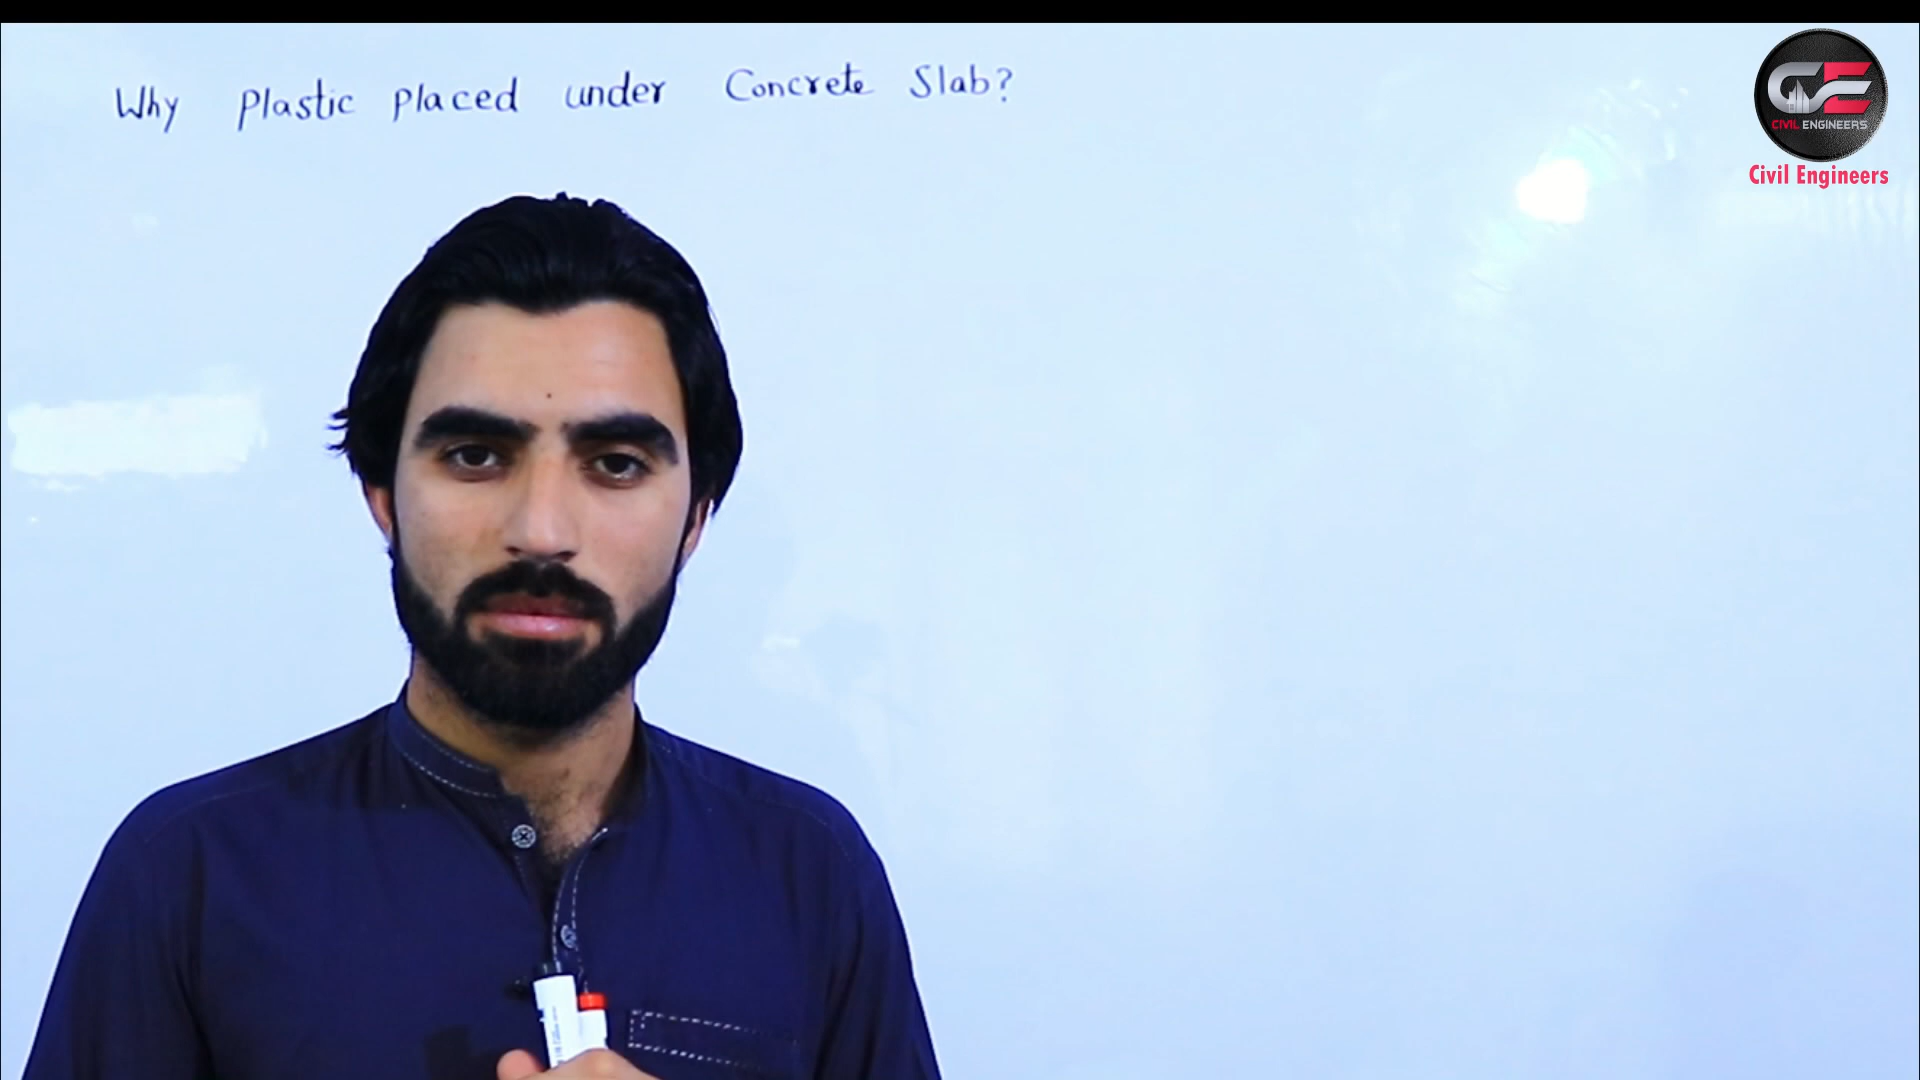 Why Plastic placed under Concrete Slab?
CIVIL ENGINEERS
Civil Engineers